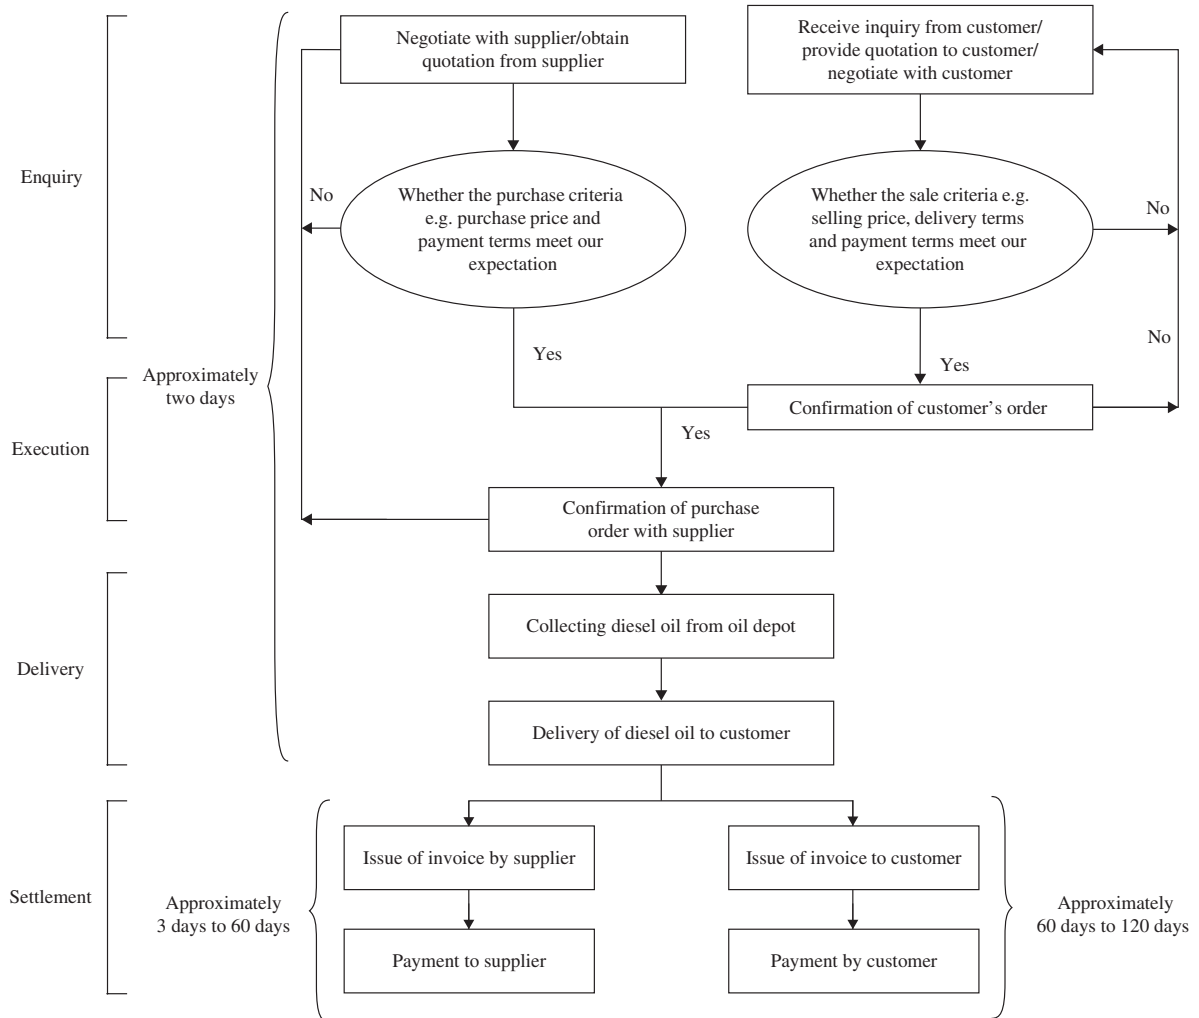 Negotiate with supplier/obtain
quotation from supplier
Receive inquiry from customer/
provide quotation to customer/
negotiate with customer
Enquiry
No
Whether the purchase criteria
e.g. purchase price and
payment terms meet our
expectation
Whether the sale criteria e.g.
selling price, delivery terms
and payment terms meet our
expectation
No
No
Yes
Yes
Approximately
two days
Execution
Confirmation of customer’s order
Yes
Confirmation of purchase
order with supplier
Delivery
Collecting diesel oil from oil depot
Delivery of diesel oil to customer
Settlement
Approximately
3 days to 60 days
Issue of invoice by supplier
Issue of invoice to customer
Approximately
60 days to 120 days
Payment to supplier
Payment by customer